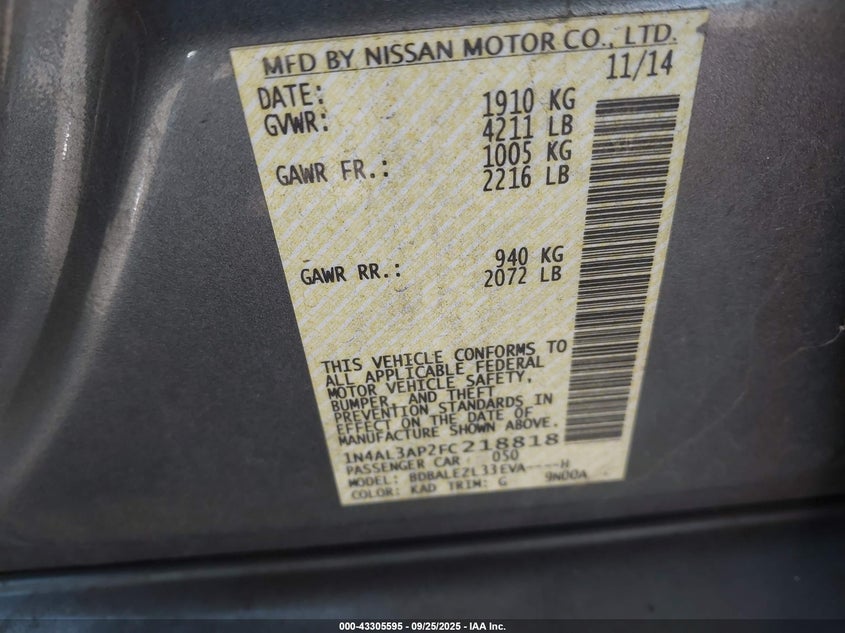 MFD BY NISSAN MOTOR CO., LTD.
DATE: 11/14
GVWR: 1910 KG
4211 LB
GAWR FR.: 1005 KG
2216 LB
GAWR RR.: 940 KG
2072 LB
THIS VEHICLE CONFORMS TO
ALL APPLICABLE FEDERAL
MOTOR VEHICLE SAFETY,
BUMPER, AND THEFT
PREVENTION STANDARDS IN
EFFECT ON THE DATE OF
MANUFACTURE SHOWN ABOVE.
1N4AL3AP2FC218818
PASSENGER CAR 050
MODEL: BDBALEZL33EVA----H
COLOR: KAD TRIM: G 9N00A
000-43305595 - 09/25/2025 - IAA Inc.